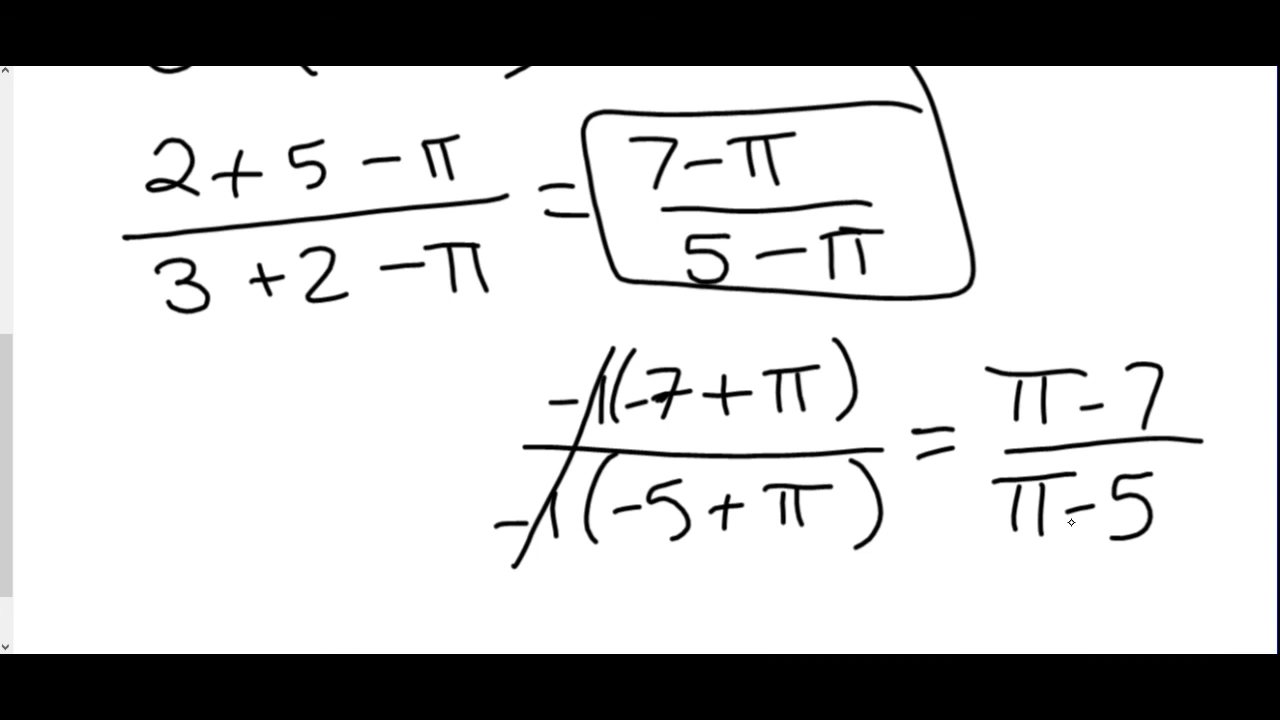 2 + 5 - π
3 + 2 - π
=
7 - π
5 - π
-1(-7 + π)
-1(-5 + π)
=
π - 7
π - 5